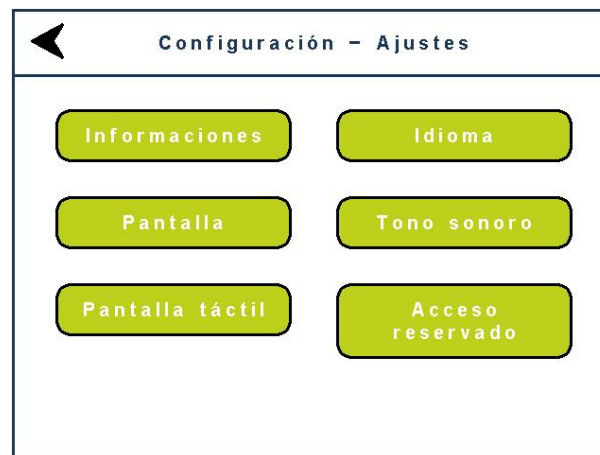 Configuración – Ajustes
Informaciones
Idioma
Pantalla
Tono sonoro
Pantalla táctil
Acceso
reservado